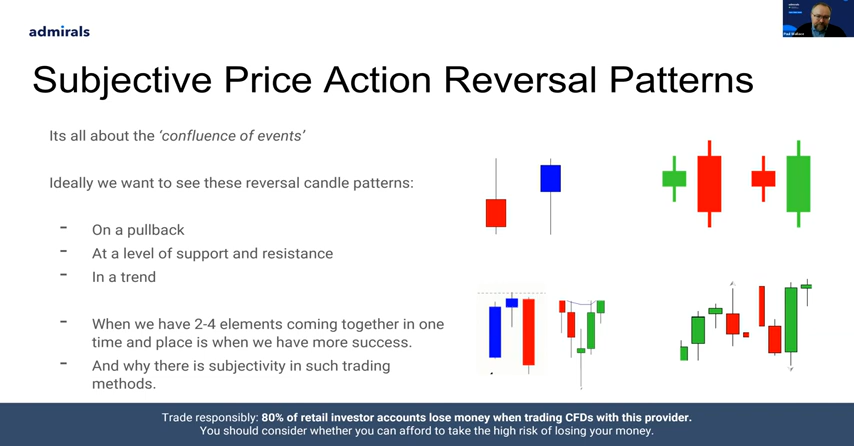 admirals
Subjective Price Action Reversal Patterns
Its all about the ‘confluence of events’
Ideally we want to see these reversal candle patterns:
- On a pullback
- At a level of support and resistance
- In a trend
- When we have 2-4 elements coming together in one
time and place is when we have more success.
- And why there is subjectivity in such trading
methods.
Trade responsibly: 80% of retail investor accounts lose money when trading CFDs with this provider.
You should consider whether you can afford to take the high risk of losing your money.